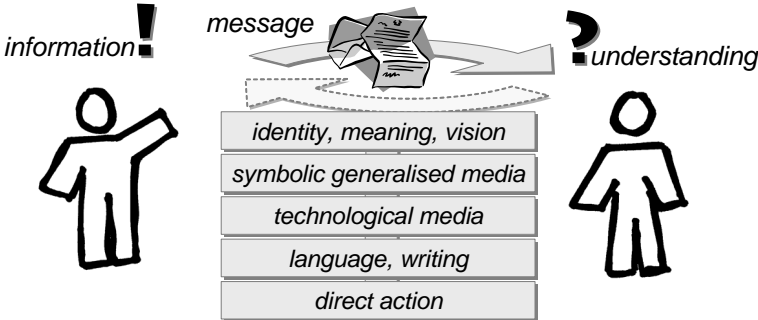 information!
message
?understanding
identity, meaning, vision
symbolic generalised media
technological media
language, writing
direct action